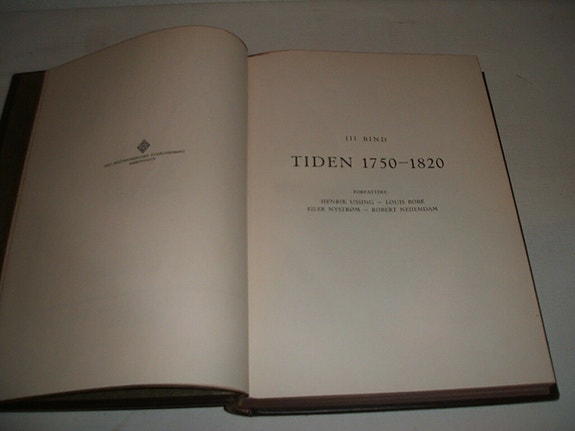 III BIND
TIDEN 1750-1820
FORFATTERE:
HENRIK USSING - LOUIS BOBÉ
EILER NYSTRØM - ROBERT NEIIENDAM